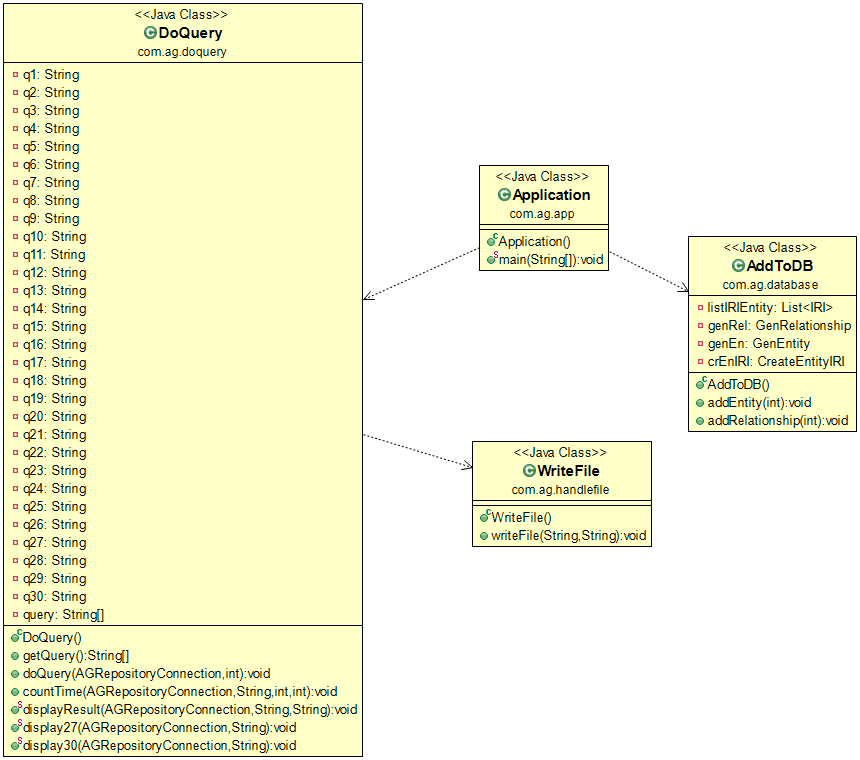 <<Java Class>>
DoQuery
com.ag.doquery
q1: String
q2: String
q3: String
q4: String
q5: String
q6: String
q7: String
q8: String
q9: String
q10: String
q11: String
q12: String
q13: String
q14: String
q15: String
q16: String
q17: String
q18: String
q19: String
q20: String
q21: String
q22: String
q23: String
q24: String
q25: String
q26: String
q27: String
q28: String
q29: String
q30: String
query: String[]
DoQuery()
getQuery():String[]
doQuery(AGRepositoryConnection,int):void
countTime(AGRepositoryConnection,String,int,int):void
displayResult(AGRepositoryConnection,String,String):void
display27(AGRepositoryConnection,String):void
display30(AGRepositoryConnection,String):void
<<Java Class>>
Application
com.ag.app
Application()
main(String[]):void
<<Java Class>>
AddToDB
com.ag.database
listIRIEntity: List<IRI>
genRel: GenRelationship
genEn: GenEntity
crEnIRI: CreateEntityIRI
AddToDB()
addEntity(int):void
addRelationship(int):void
<<Java Class>>
WriteFile
com.ag.handlefile
WriteFile()
writeFile(String,String):void